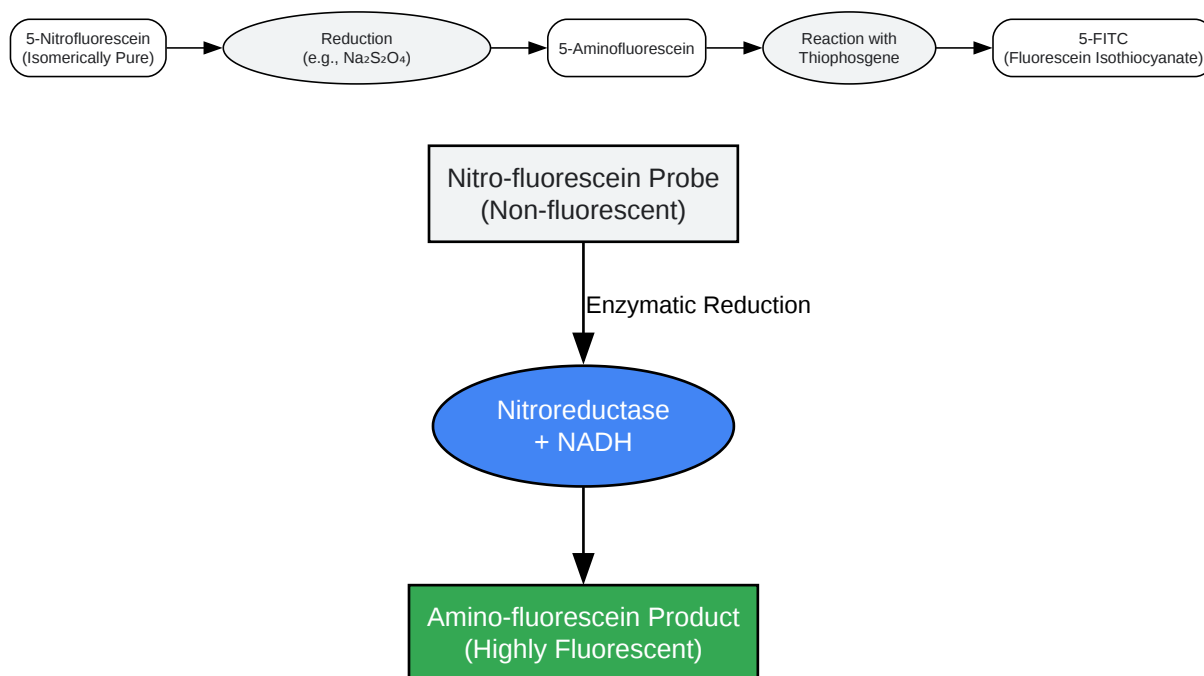 5-Nitrofluorescein
(Isomerically Pure)
Reduction
(e.g., Na₂S₂O₄)
5-Aminofluorescein
Reaction with
Thiophosgene
5-FITC
(Fluorescein Isothiocyanate)
Nitro-fluorescein Probe
(Non-fluorescent)
Enzymatic Reduction
Nitroreductase
+ NADH
Amino-fluorescein Product
(Highly Fluorescent)